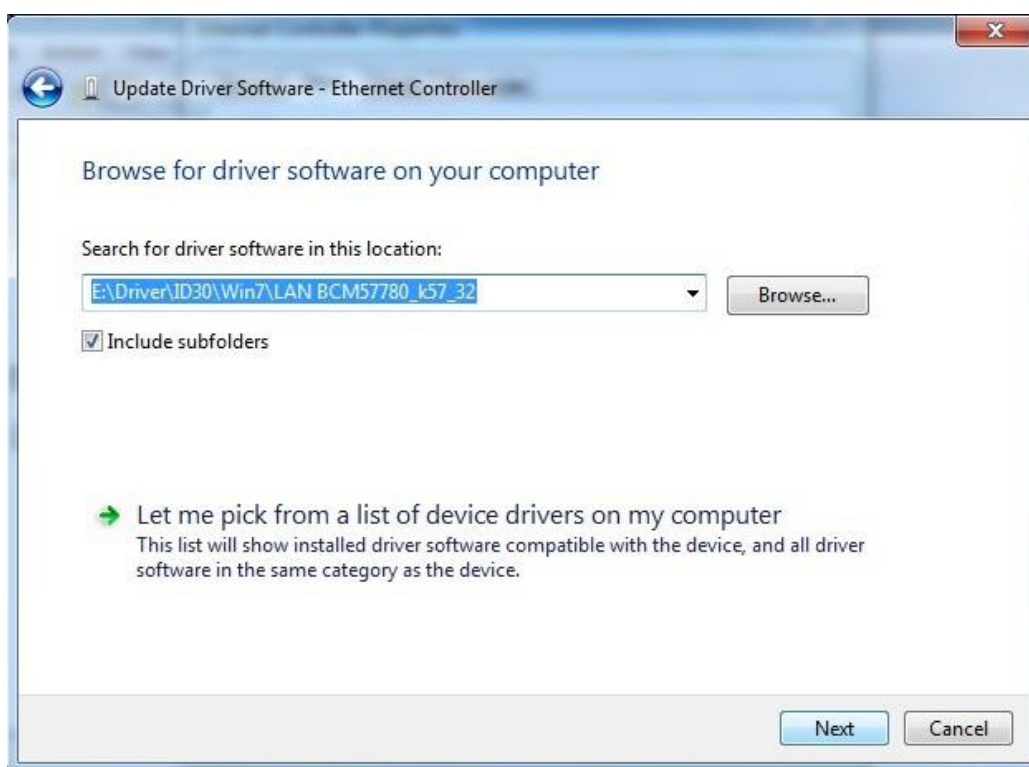 Update Driver Software - Ethernet Controller
Browse for driver software on your computer
Search for driver software in this location:
E:\Driver\ID30\Win7\LAN BCM57780_k57_32
Browse...
Include subfolders
Let me pick from a list of device drivers on my computer
This list will show installed driver software compatible with the device, and all driver
software in the same category as the device.
Next
Cancel